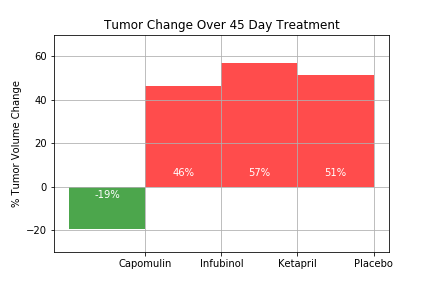 Tumor Change Over 45 Day Treatment
% Tumor Volume Change
60
40
20
0
−20
-19%
46%
57%
51%
Capomulin
Infubinol
Ketapril
Placebo